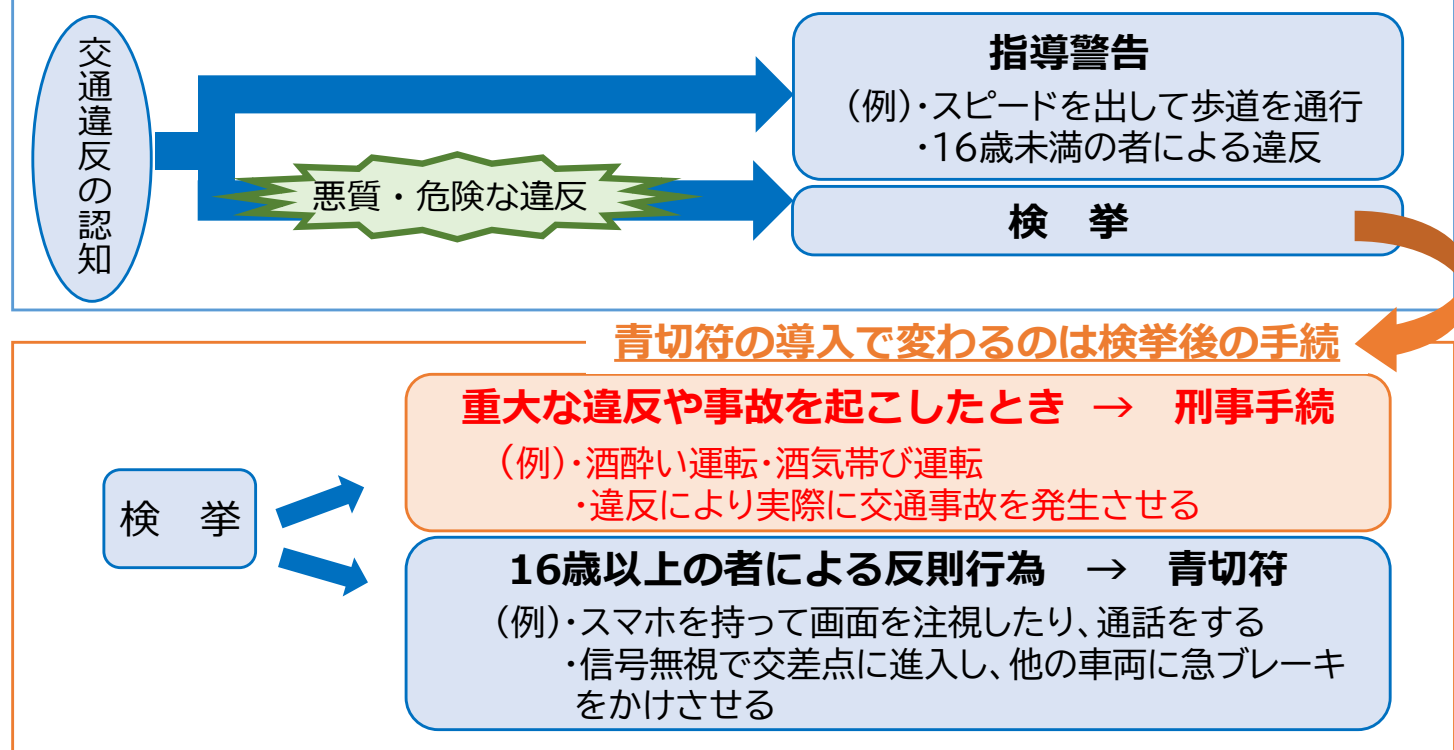 交通違反の認知
指導警告
（例）・スピードを出して歩道を通行
・16歳未満の者による違反
悪質・危険な違反
検　挙
青切符の導入で変わるのは検挙後の手続
重大な違反や事故を起こしたとき　→　刑事手続
（例）・酒酔い運転・酒気帯び運転
・違反により実際に交通事故を発生させる
検　挙
16歳以上の者による反則行為　→　青切符
（例）・スマホを持って画面を注視したり、通話をする
・信号無視で交差点に進入し、他の車両に急ブレーキ
をかけさせる